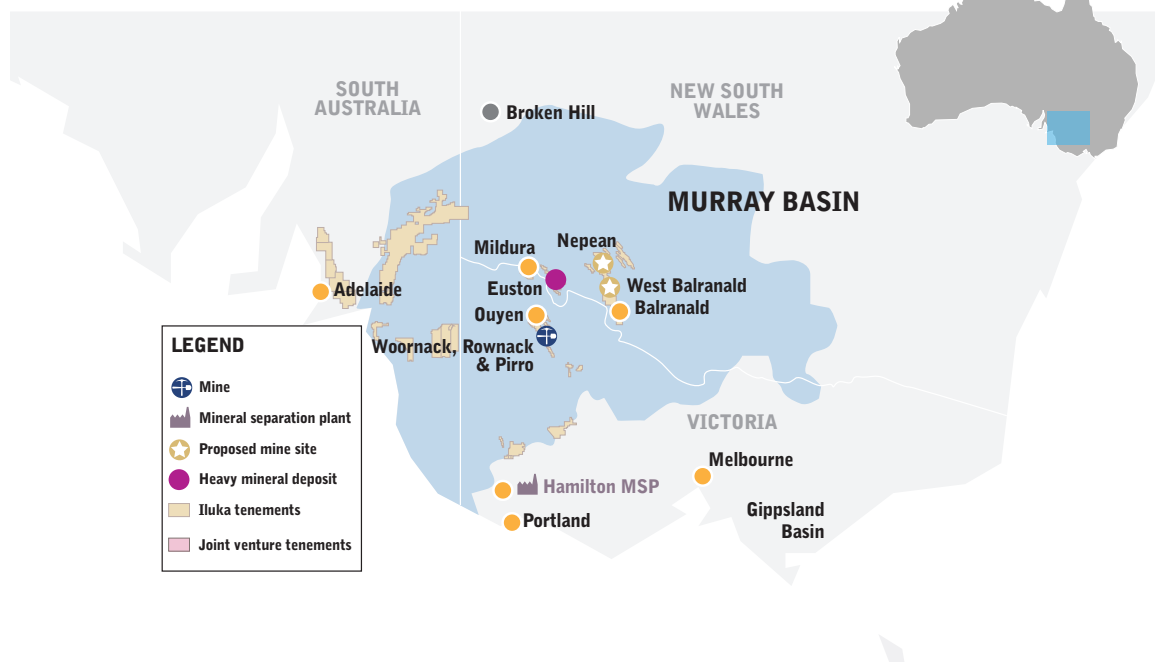 SOUTH
AUSTRALIA
NEW SOUTH
WALES
Broken Hill
MURRAY BASIN
Mildura
Nepean
Euston
West Balranald
Adelaide
Balranald
Ouyen
Woornack, Rownack
& Pirro
LEGEND
Mine
Mineral separation plant
Proposed mine site
Heavy mineral deposit
Iluka tenements
Joint venture tenements
VICTORIA
Melbourne
Hamilton MSP
Gippsland
Basin
Portland